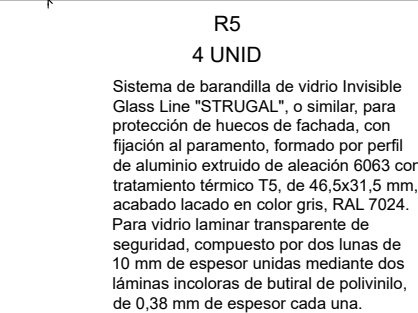 R5
4 UNID
Sistema de barandilla de vidrio Invisible
Glass Line "STRUGAL", o similar, para
protección de huecos de fachada, con
fijación al paramento, formado por perfil
de aluminio extruido de aleación 6063 con
tratamiento térmico T5, de 46,5x31,5 mm,
acabado lacado en color gris, RAL 7024.
Para vidrio laminar transparente de
seguridad, compuesto por dos lunas de
10 mm de espesor unidas mediante dos
láminas incoloras de butiral de polivinilo,
de 0,38 mm de espesor cada una.